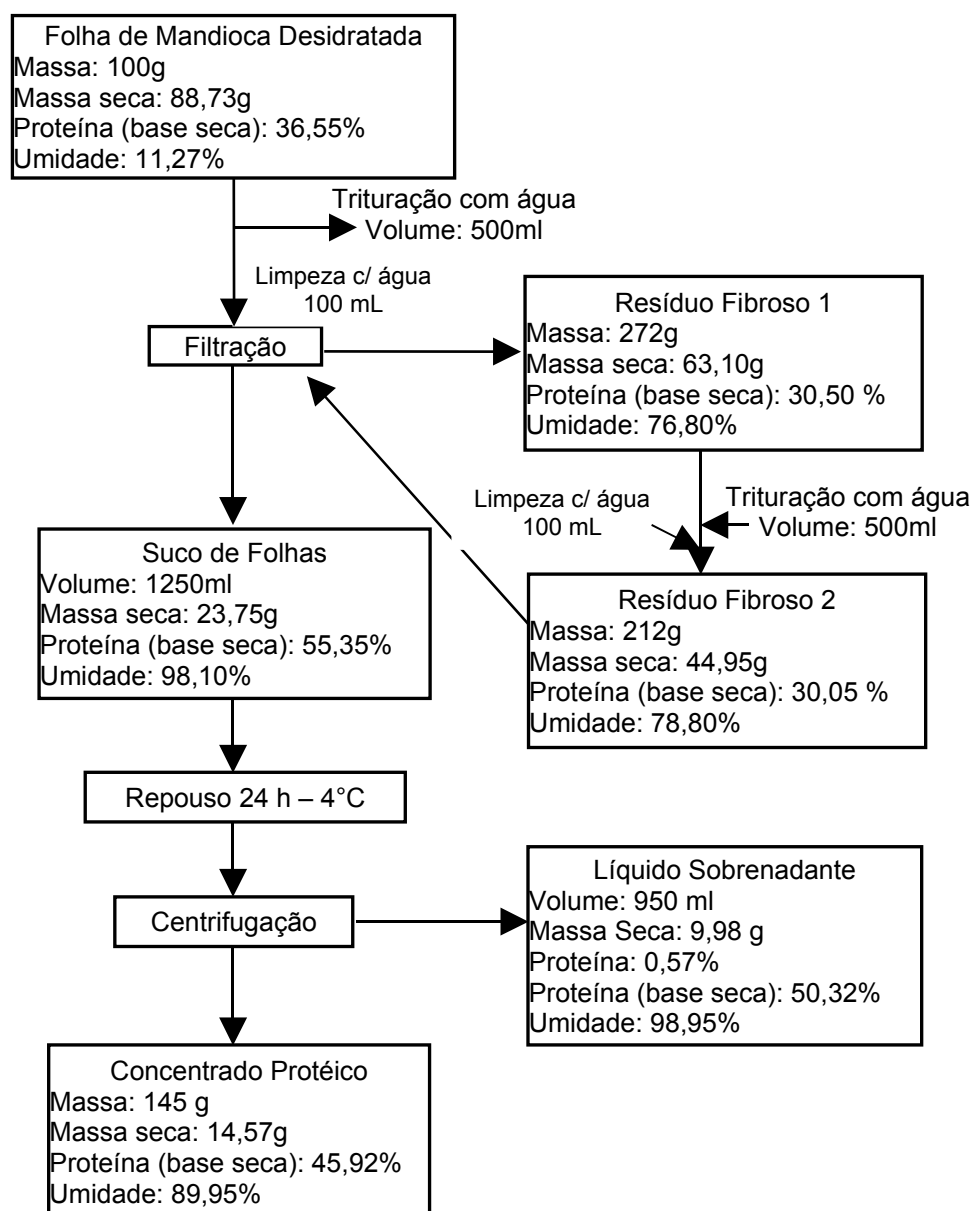 Folha de Mandioca Desidratada
Massa: 100g
Massa seca: 88,73g
Proteína (base seca): 36,55%
Umidade: 11,27%
Trituração com água
Volume: 500ml
Limpeza c/ água
100 mL
Filtração
Resíduo Fibroso 1
Massa: 272g
Massa seca: 63,10g
Proteína (base seca): 30,50 %
Umidade: 76,80%
Limpeza c/ água
100 mL
Trituração com água
Volume: 500ml
Suco de Folhas
Volume: 1250ml
Massa seca: 23,75g
Proteína (base seca): 55,35%
Umidade: 98,10%
Resíduo Fibroso 2
Massa: 212g
Massa seca: 44,95g
Proteína (base seca): 30,05 %
Umidade: 78,80%
Repouso 24 h – 4°C
Centrifugação
Líquido Sobrenadante
Volume: 950 ml
Massa Seca: 9,98 g
Proteína: 0,57%
Proteína (base seca): 50,32%
Umidade: 98,95%
Concentrado Protéico
Massa: 145 g
Massa seca: 14,57g
Proteína (base seca): 45,92%
Umidade: 89,95%